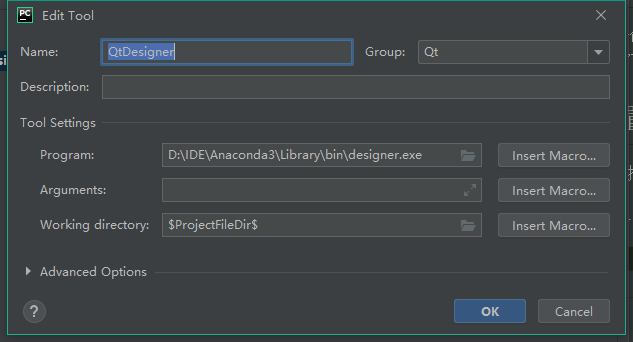 PC Edit Tool
Name: QtDesigner Group: Qt
Description:
Tool Settings
Program: D:\IDE\Anaconda3\Library\bin\designer.exe Insert Macro...
Arguments: Insert Macro...
Working directory: $ProjectFileDir$ Insert Macro...
Advanced Options
? OK Cancel